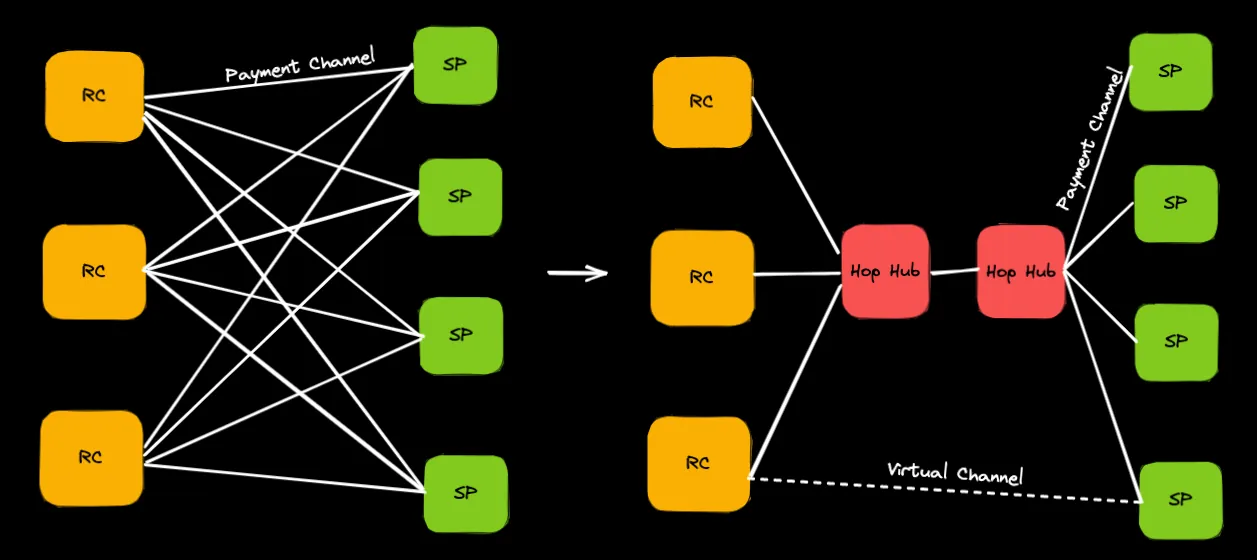 Payment Channel
SP
RC
SP
RC
SP
RC
SP
RC
SP
Payment Channel
SP
RC
Hop Hub
Hop Hub
SP
RC
Virtual Channel
SP